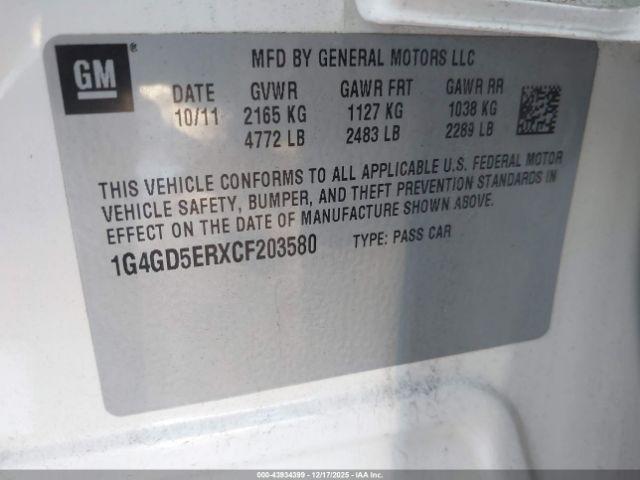 GM®
MFD BY GENERAL MOTORS LLC
DATE GVWR GAWR FRT GAWR RR
10/11 2165 KG 1127 KG 1038 KG
4772 LB 2483 LB 2289 LB
THIS VEHICLE CONFORMS TO ALL APPLICABLE U.S. FEDERAL MOTOR
VEHICLE SAFETY, BUMPER, AND THEFT PREVENTION STANDARDS IN
EFFECT ON THE DATE OF MANUFACTURE SHOWN ABOVE.
1G4GD5ERXCF203580 TYPE: PASS CAR
000-43934399 - 12/17/2025 - IAA Inc.